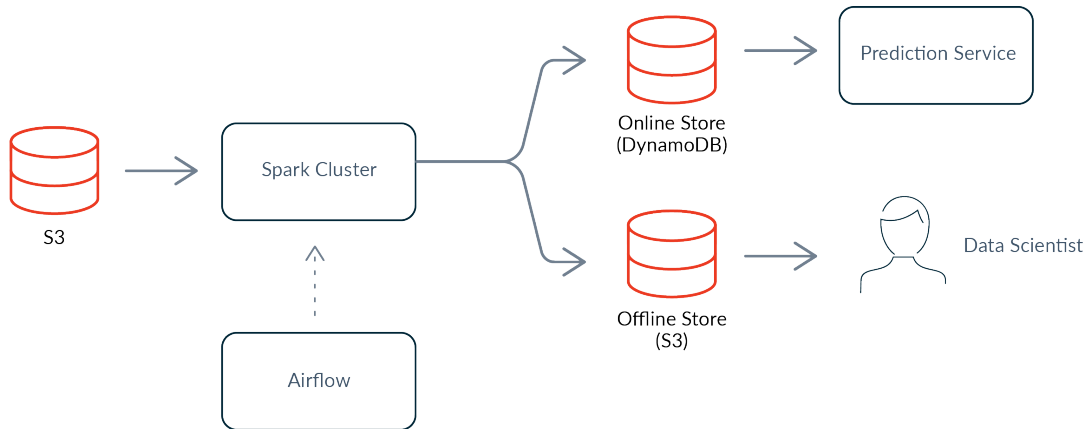 Prediction Service
Online Store
(DynamoDB)
Spark Cluster
S3
Data Scientist
Offline Store
(S3)
Airflow